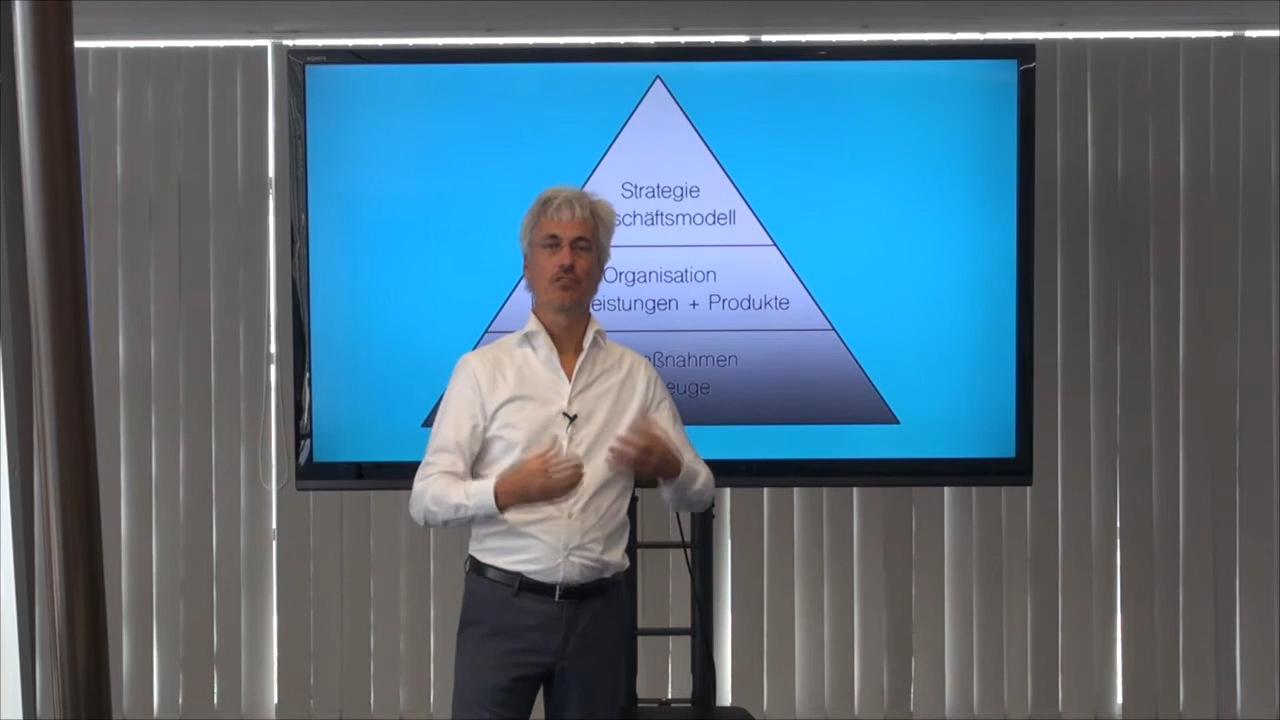 Strategie
schäftsmodell
Organisation
eistungen + Produkte
ßnahmen
euge